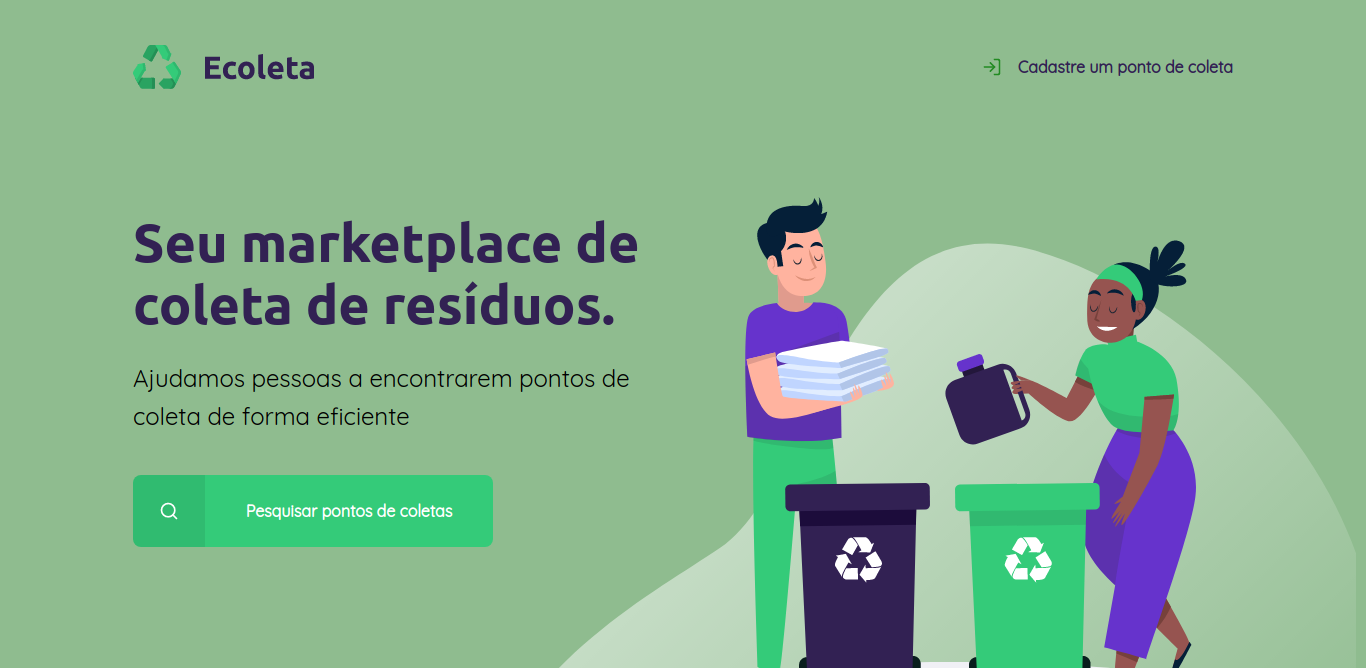 Ecoleta
Cadastre um ponto de coleta
Seu marketplace de
coleta de resíduos.
Ajudamos pessoas a encontrarem pontos de
coleta de forma eficiente
Pesquisar pontos de coletas